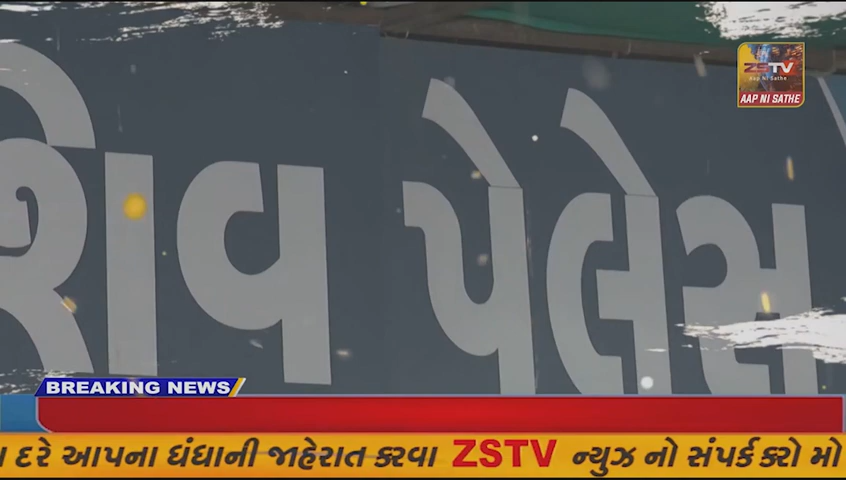 ZSTV
Aap Ni Sathe
AAP NI SATHE
શિવ પેલેસ
BREAKING NEWS
દરે આપના ધંધાની જાહેરાત કરવા ZSTV ન્યુઝ નો સંપર્ક કરો મો